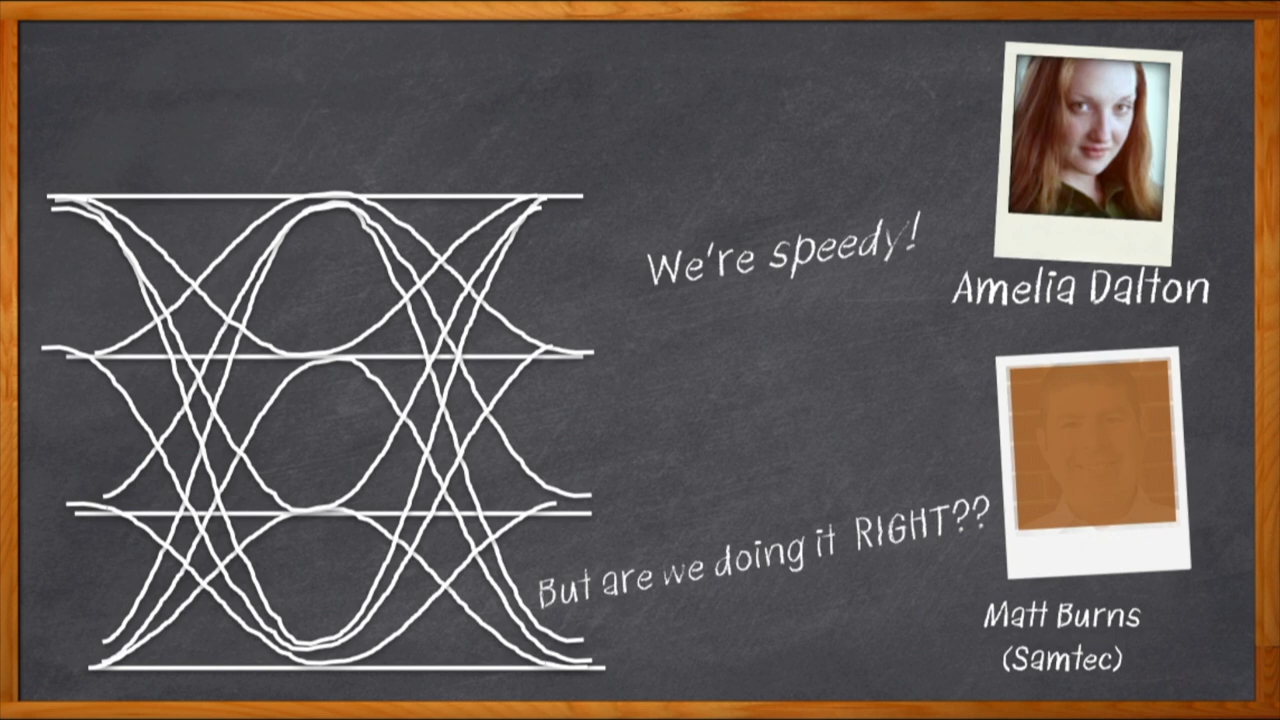 We're speedy!
Amelia Dalton
But are we doing it RIGHT??
Matt Burns
(Samtec)